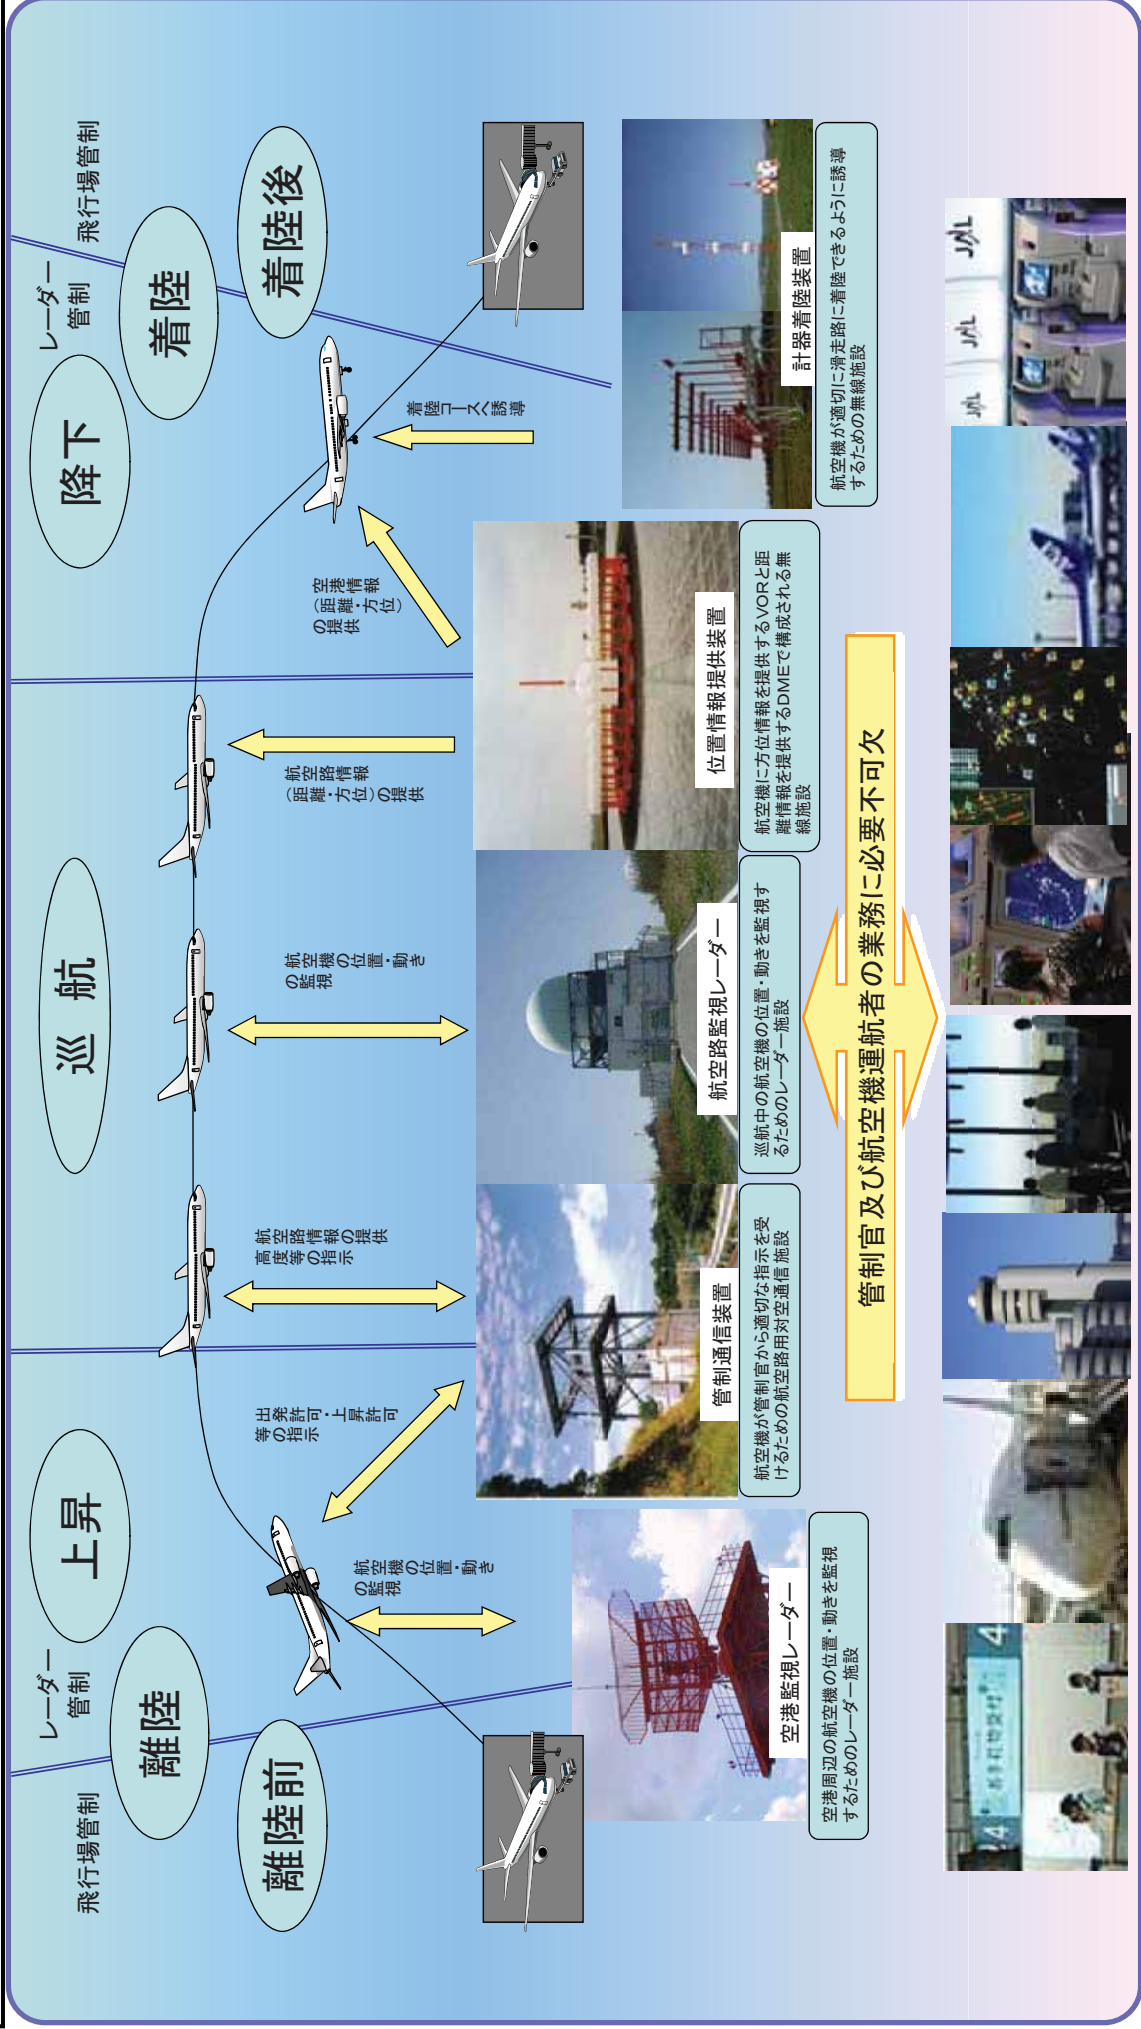 飛行場管制
レーダー
管制
レーダー
管制
飛行場管制
離陸前
離陸
上昇
巡 航
降下
着陸
着陸後
航空機の位置・動き
の監視
出発許可・上昇許可
等の指示
航空路情報の提供
高度等の指示
航空機の位置・動き
の監視
航空路情報
（距離・方位）の提供
空港情報
（距離・方位）
の提供
着陸コースへ誘導
空港監視レーダー
空港周辺の航空機の位置・動きを監視
するためのレーダー施設
管制通信装置
航空機が管制官から適切な指示を受
けるための航空路用対空通信施設
航空路監視レーダー
巡航中の航空機の位置・動きを監視す
るためのレーダー施設
位置情報提供装置
航空機に方位情報を提供するVORと距
離情報を提供するDMEで構成される無
線施設
計器着陸装置
航空機が適切に滑走路に着陸できるように誘導
するための無線施設
管制官及び航空機運航者の業務に必要不可欠
4
お手荷物受付
4
JAL
JAL
JAL